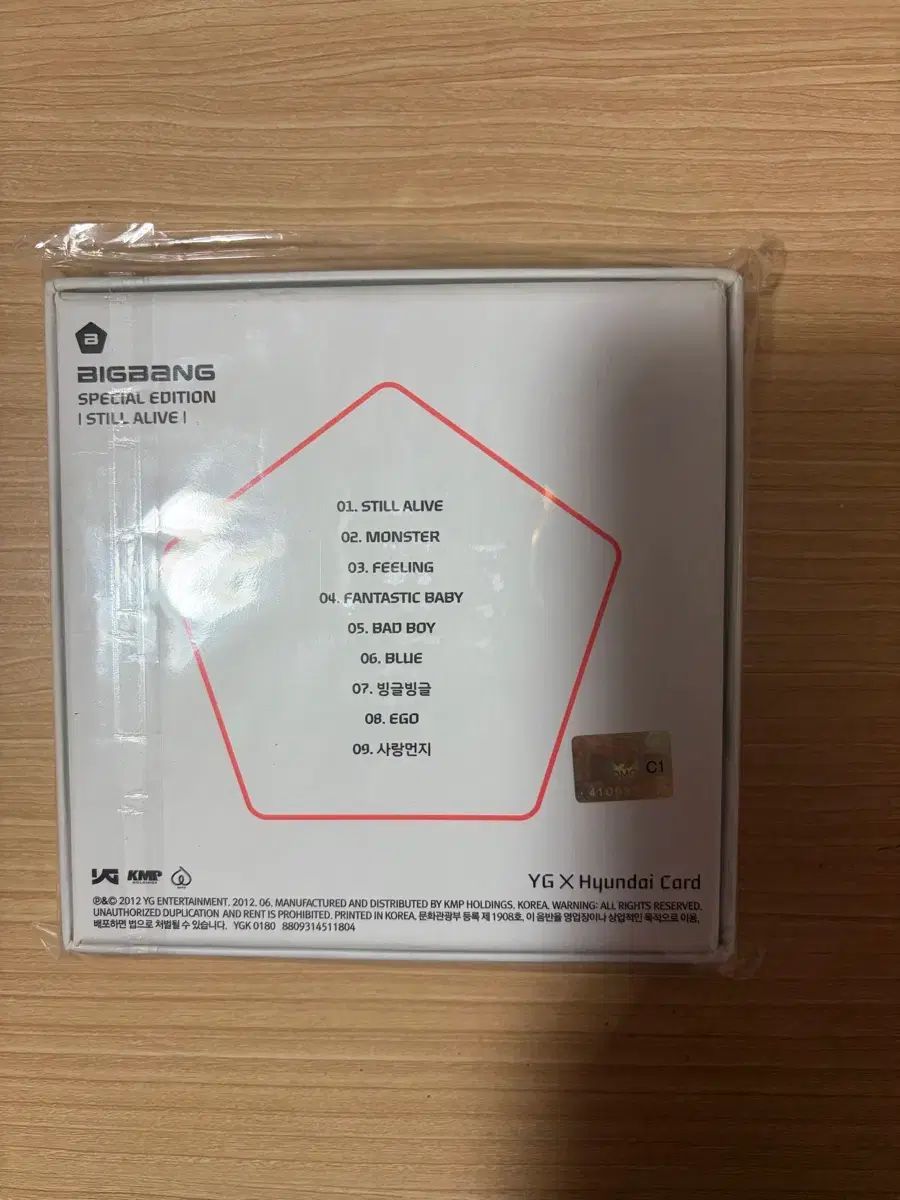 B
BIGBANG
SPECIAL EDITION
| STILL ALIVE |
01. STILL ALIVE
02. MONSTER
03. FEELING
04. FANTASTIC BABY
05. BAD BOY
06. BLUE
07. 빙글빙글
08. EGO
09. 사랑먼지
C1
YG KMP
HOLDINGS
YG X Hyundai Card
℗&© 2012 YG ENTERTAINMENT. 2012. 06. MANUFACTURED AND DISTRIBUTED BY KMP HOLDINGS. KOREA. WARNING: ALL RIGHTS RESERVED.
UNAUTHORIZED DUPLICATION AND RENT IS PROHIBITED. PRINTED IN KOREA. 문화관광부 등록 제 1908호. 이 음반을 영업장이나 상업적인 목적으로 이용,
배포하면 법으로 처벌될 수 있습니다. YGK 0180 8809314511804